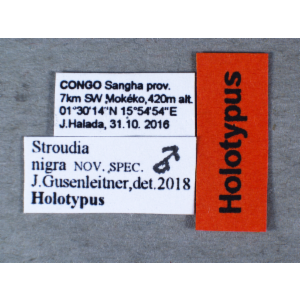 CONGO Sangha prov.
7km SW ,Mokéko,420m alt.
01°30'14''N 15°54'54''E
J.Halada, 31.10. 2016
Stroudia
nigra NOV. ,SPEC. ♂
J.Gusenleitner,det.2018
Holotypus
Holotypus